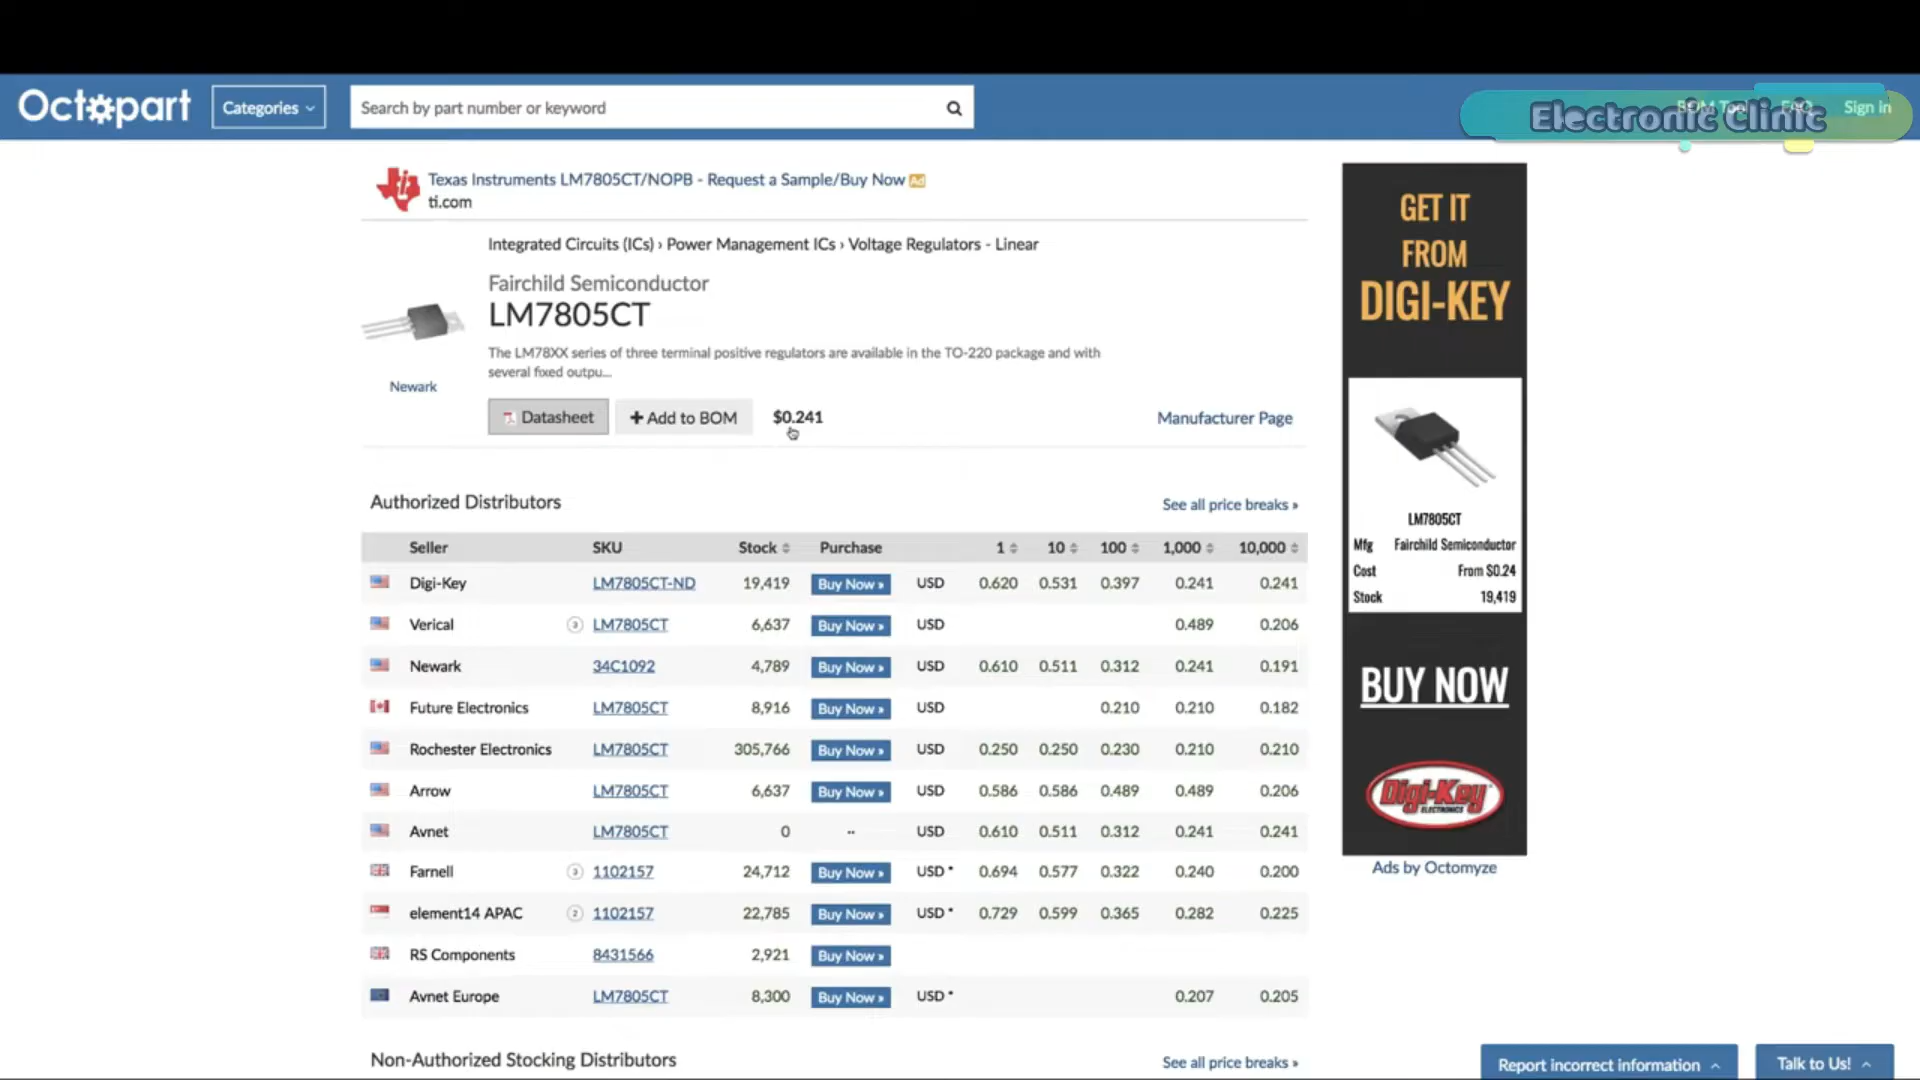 Octopart
Categories
Search by part number or keyword
BOM Tool FAQ Sign in
Electronic Clinic
Texas Instruments LM7805CT/NOPB - Request a Sample/Buy Now Ad
ti.com
Integrated Circuits (ICs) › Power Management ICs › Voltage Regulators - Linear
Fairchild Semiconductor
LM7805CT
The LM78XX series of three terminal positive regulators are available in the TO-220 package and with
several fixed outpu...
Newark
Datasheet + Add to BOM $0.241 Manufacturer Page
Authorized Distributors See all price breaks »
Seller SKU Stock Purchase 1 10 100 1,000 10,000
Digi-Key LM7805CT-ND 19,419 Buy Now » USD 0.620 0.531 0.397 0.241 0.241
Verical 3 LM7805CT 6,637 Buy Now » USD 0.489 0.206
Newark 34C1092 4,789 Buy Now » USD 0.610 0.511 0.312 0.241 0.191
Future Electronics LM7805CT 8,916 Buy Now » USD 0.210 0.210 0.182
Rochester Electronics LM7805CT 305,766 Buy Now » USD 0.250 0.250 0.230 0.210 0.210
Arrow LM7805CT 6,637 Buy Now » USD 0.586 0.586 0.489 0.489 0.206
Avnet LM7805CT 0 -- USD 0.610 0.511 0.312 0.241 0.241
Farnell 3 1102157 24,712 Buy Now » USD * 0.694 0.577 0.322 0.240 0.200
element14 APAC 2 1102157 22,785 Buy Now » USD * 0.729 0.599 0.365 0.282 0.225
RS Components 8431566 2,921 Buy Now »
Avnet Europe LM7805CT 8,300 Buy Now » USD * 0.207 0.205
Non-Authorized Stocking Distributors See all price breaks »
GET IT
FROM
DIGI-KEY
LM7805CT
Mfg Fairchild Semiconductor
Cost From $0.24
Stock 19,419
BUY NOW
Digi-Key
ELECTRONICS
Ads by Octomyze
Report incorrect information
Talk to Us!